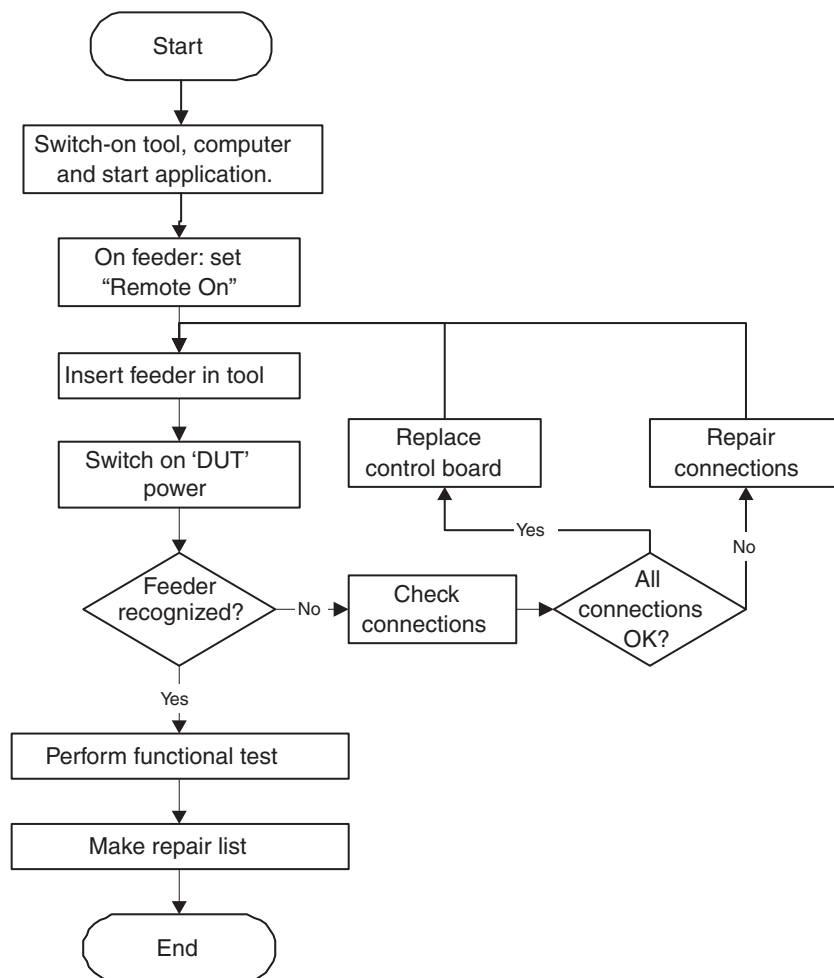 Start
Switch-on tool, computer
and start application.
On feeder: set
“Remote On”
Insert feeder in tool
Switch on ‘DUT’
power
Feeder
recognized?
No
Check
connections
All
connections
OK?
Yes
Replace
control board
No
Repair
connections
Yes
Perform functional test
Make repair list
End